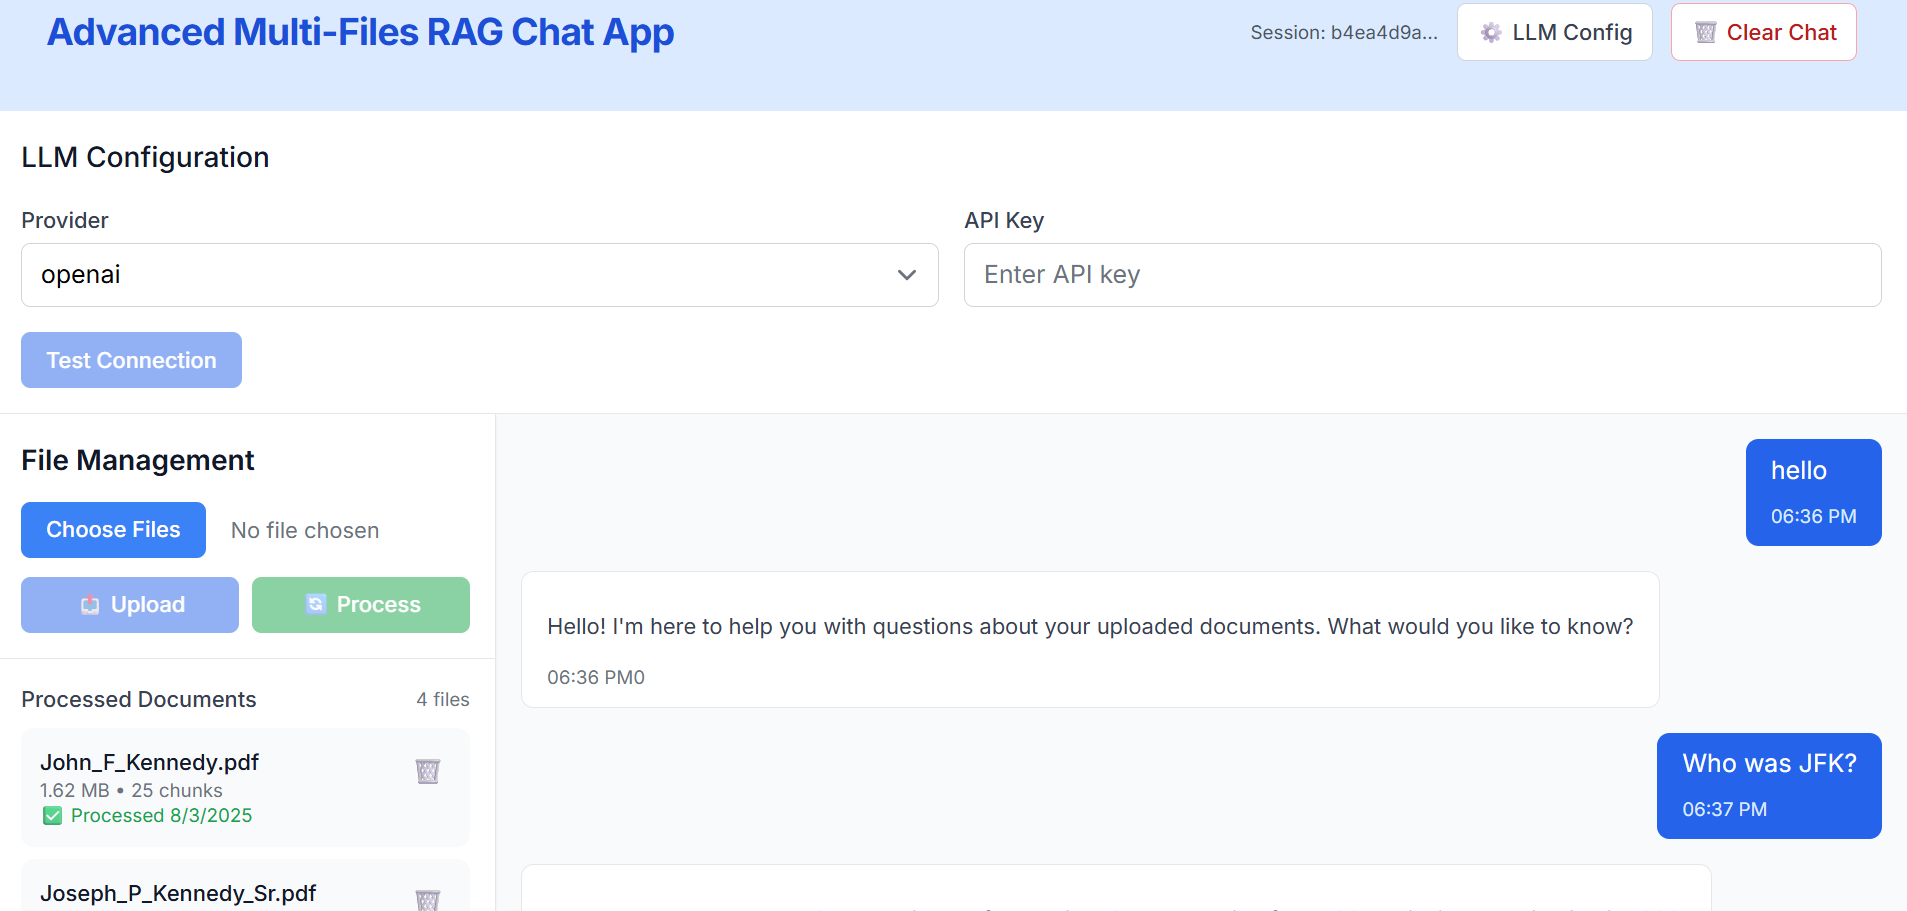 Advanced Multi-Files RAG Chat App
Session: b4ea4d9a...
LLM Config
Clear Chat
LLM Configuration
Provider
API Key
openai
Enter API key
Test Connection
File Management
Choose Files
No file chosen
Upload
Process
Processed Documents
4 files
John_F_Kennedy.pdf
1.62 MB • 25 chunks
Processed 8/3/2025
Joseph_P_Kennedy_Sr.pdf
hello
06:36 PM
Hello! I'm here to help you with questions about your uploaded documents. What would you like to know?
06:36 PM0
Who was JFK?
06:37 PM